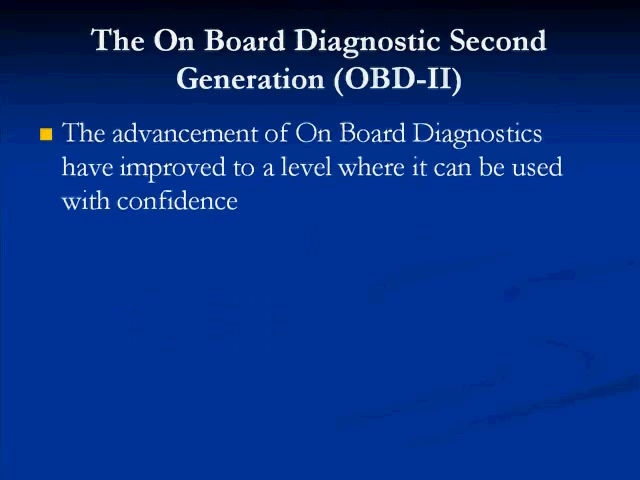 The On Board Diagnostic Second
Generation (OBD-II)
The advancement of On Board Diagnostics
have improved to a level where it can be used
with confidence